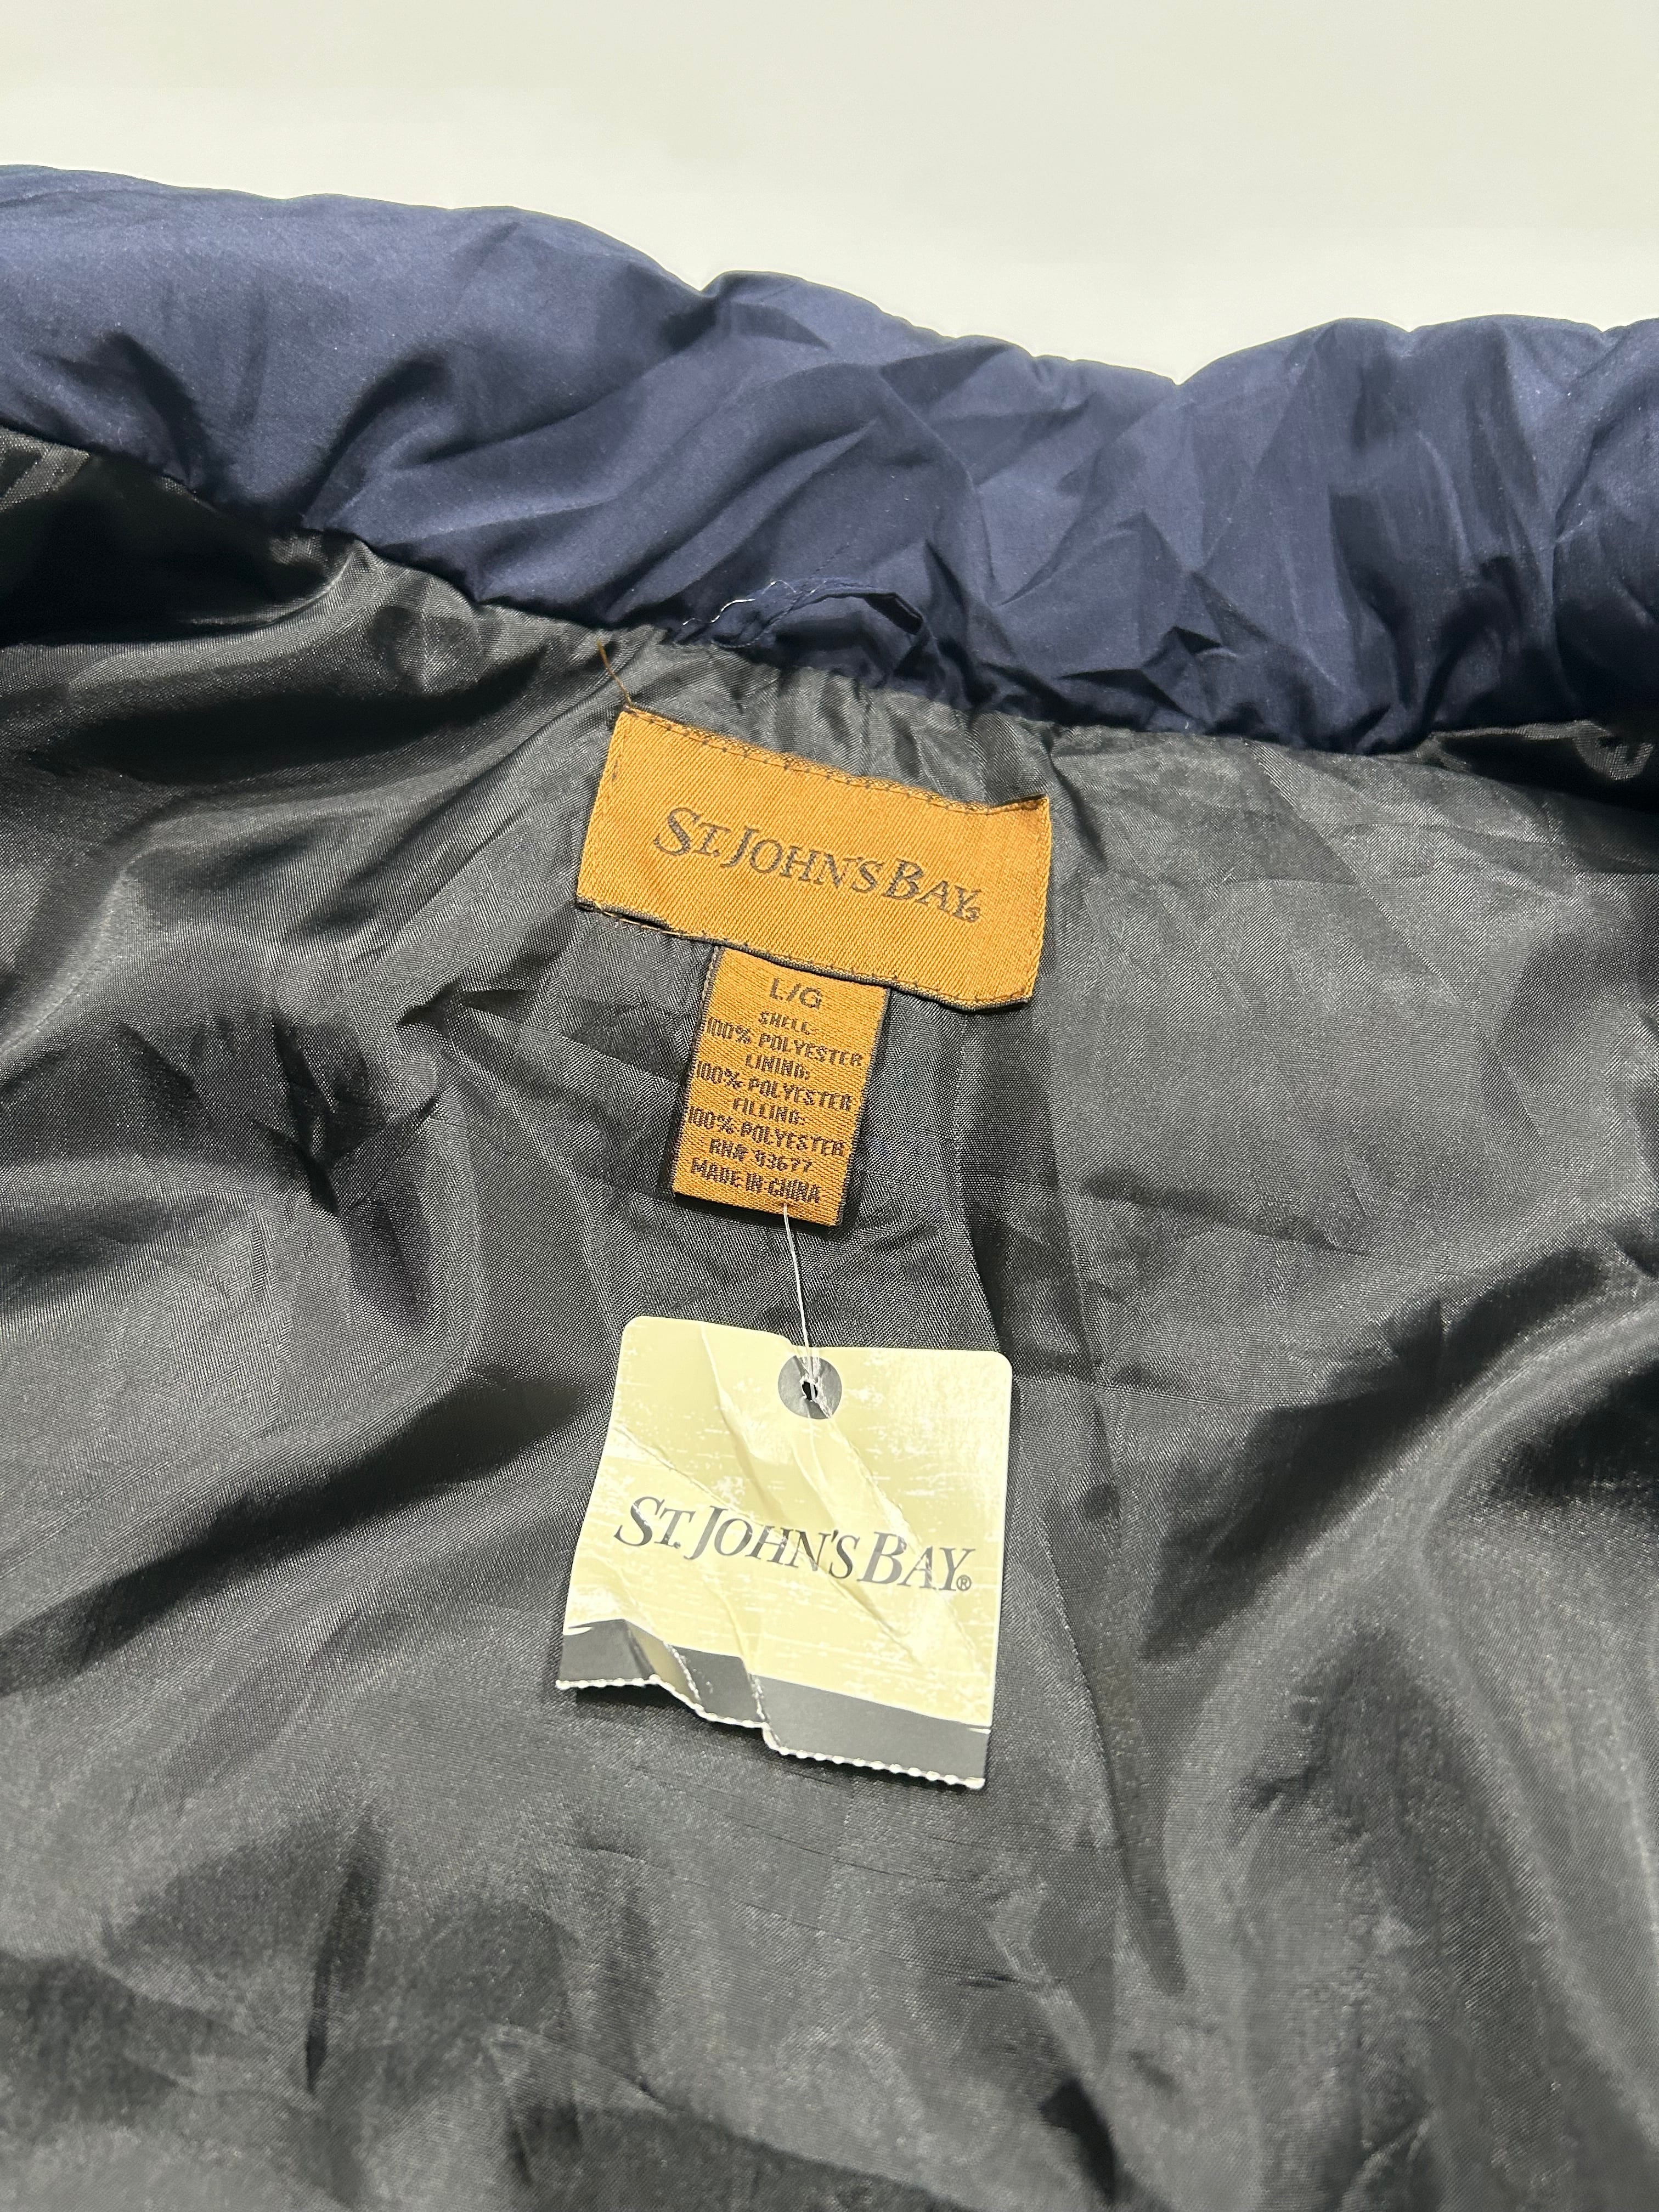 ST. JOHN'S BAY®
L/G
SHELL:
100% POLYESTER
LINING:
100% POLYESTER
FILLING:
100% POLYESTER
RN# 93677
MADE IN CHINA
ST. JOHN'S BAY®